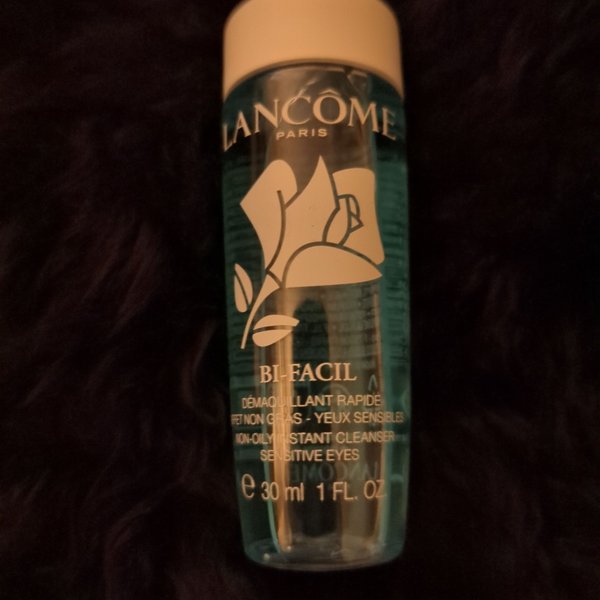 LANCÔME
PARIS
BI-FACIL
DÉMAQUILLANT RAPIDE
EFFET NON GRAS - YEUX SENSIBLES
NON-OILY INSTANT CLEANSER
SENSITIVE EYES
e 30 ml 1 FL. OZ.